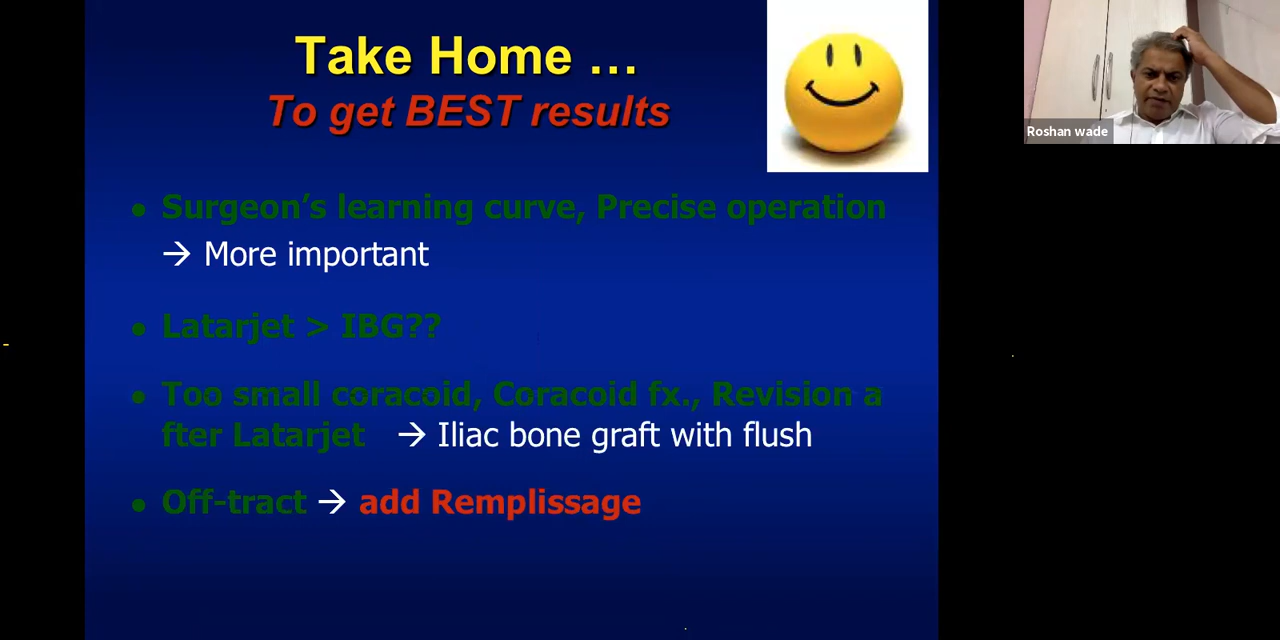 Take Home ...
To get BEST results
• Surgeon's learning curve, Precise operation
→ More important
• Latarjet > IBG??
• Too small coracoid, Coracoid fx., Revision a
fter Latarjet → Iliac bone graft with flush
• Off-tract → add Remplissage
Roshan wade